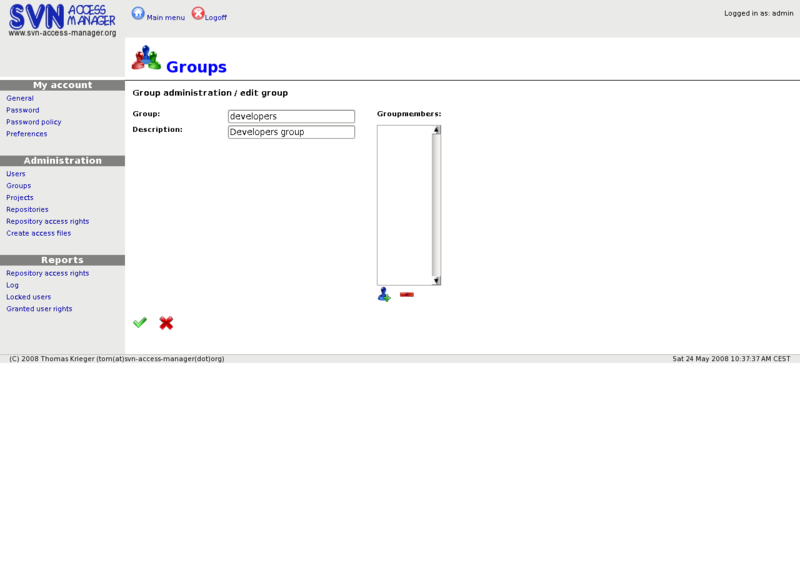 SVN ACCESS MANAGER
www.svn-access-manager.org
Main menu
Logoff
Logged in as: admin
Groups
My account
General
Password
Password policy
Preferences
Administration
Users
Groups
Projects
Repositories
Repository access rights
Create access files
Reports
Repository access rights
Log
Locked users
Granted user rights
Group administration / edit group
Group: developers
Description: Developers group
Groupmembers:
(C) 2008 Thomas Krieger (tom(at)svn-access-manager(dot)org)
Sat 24 May 2008 10:37:37 AM CEST